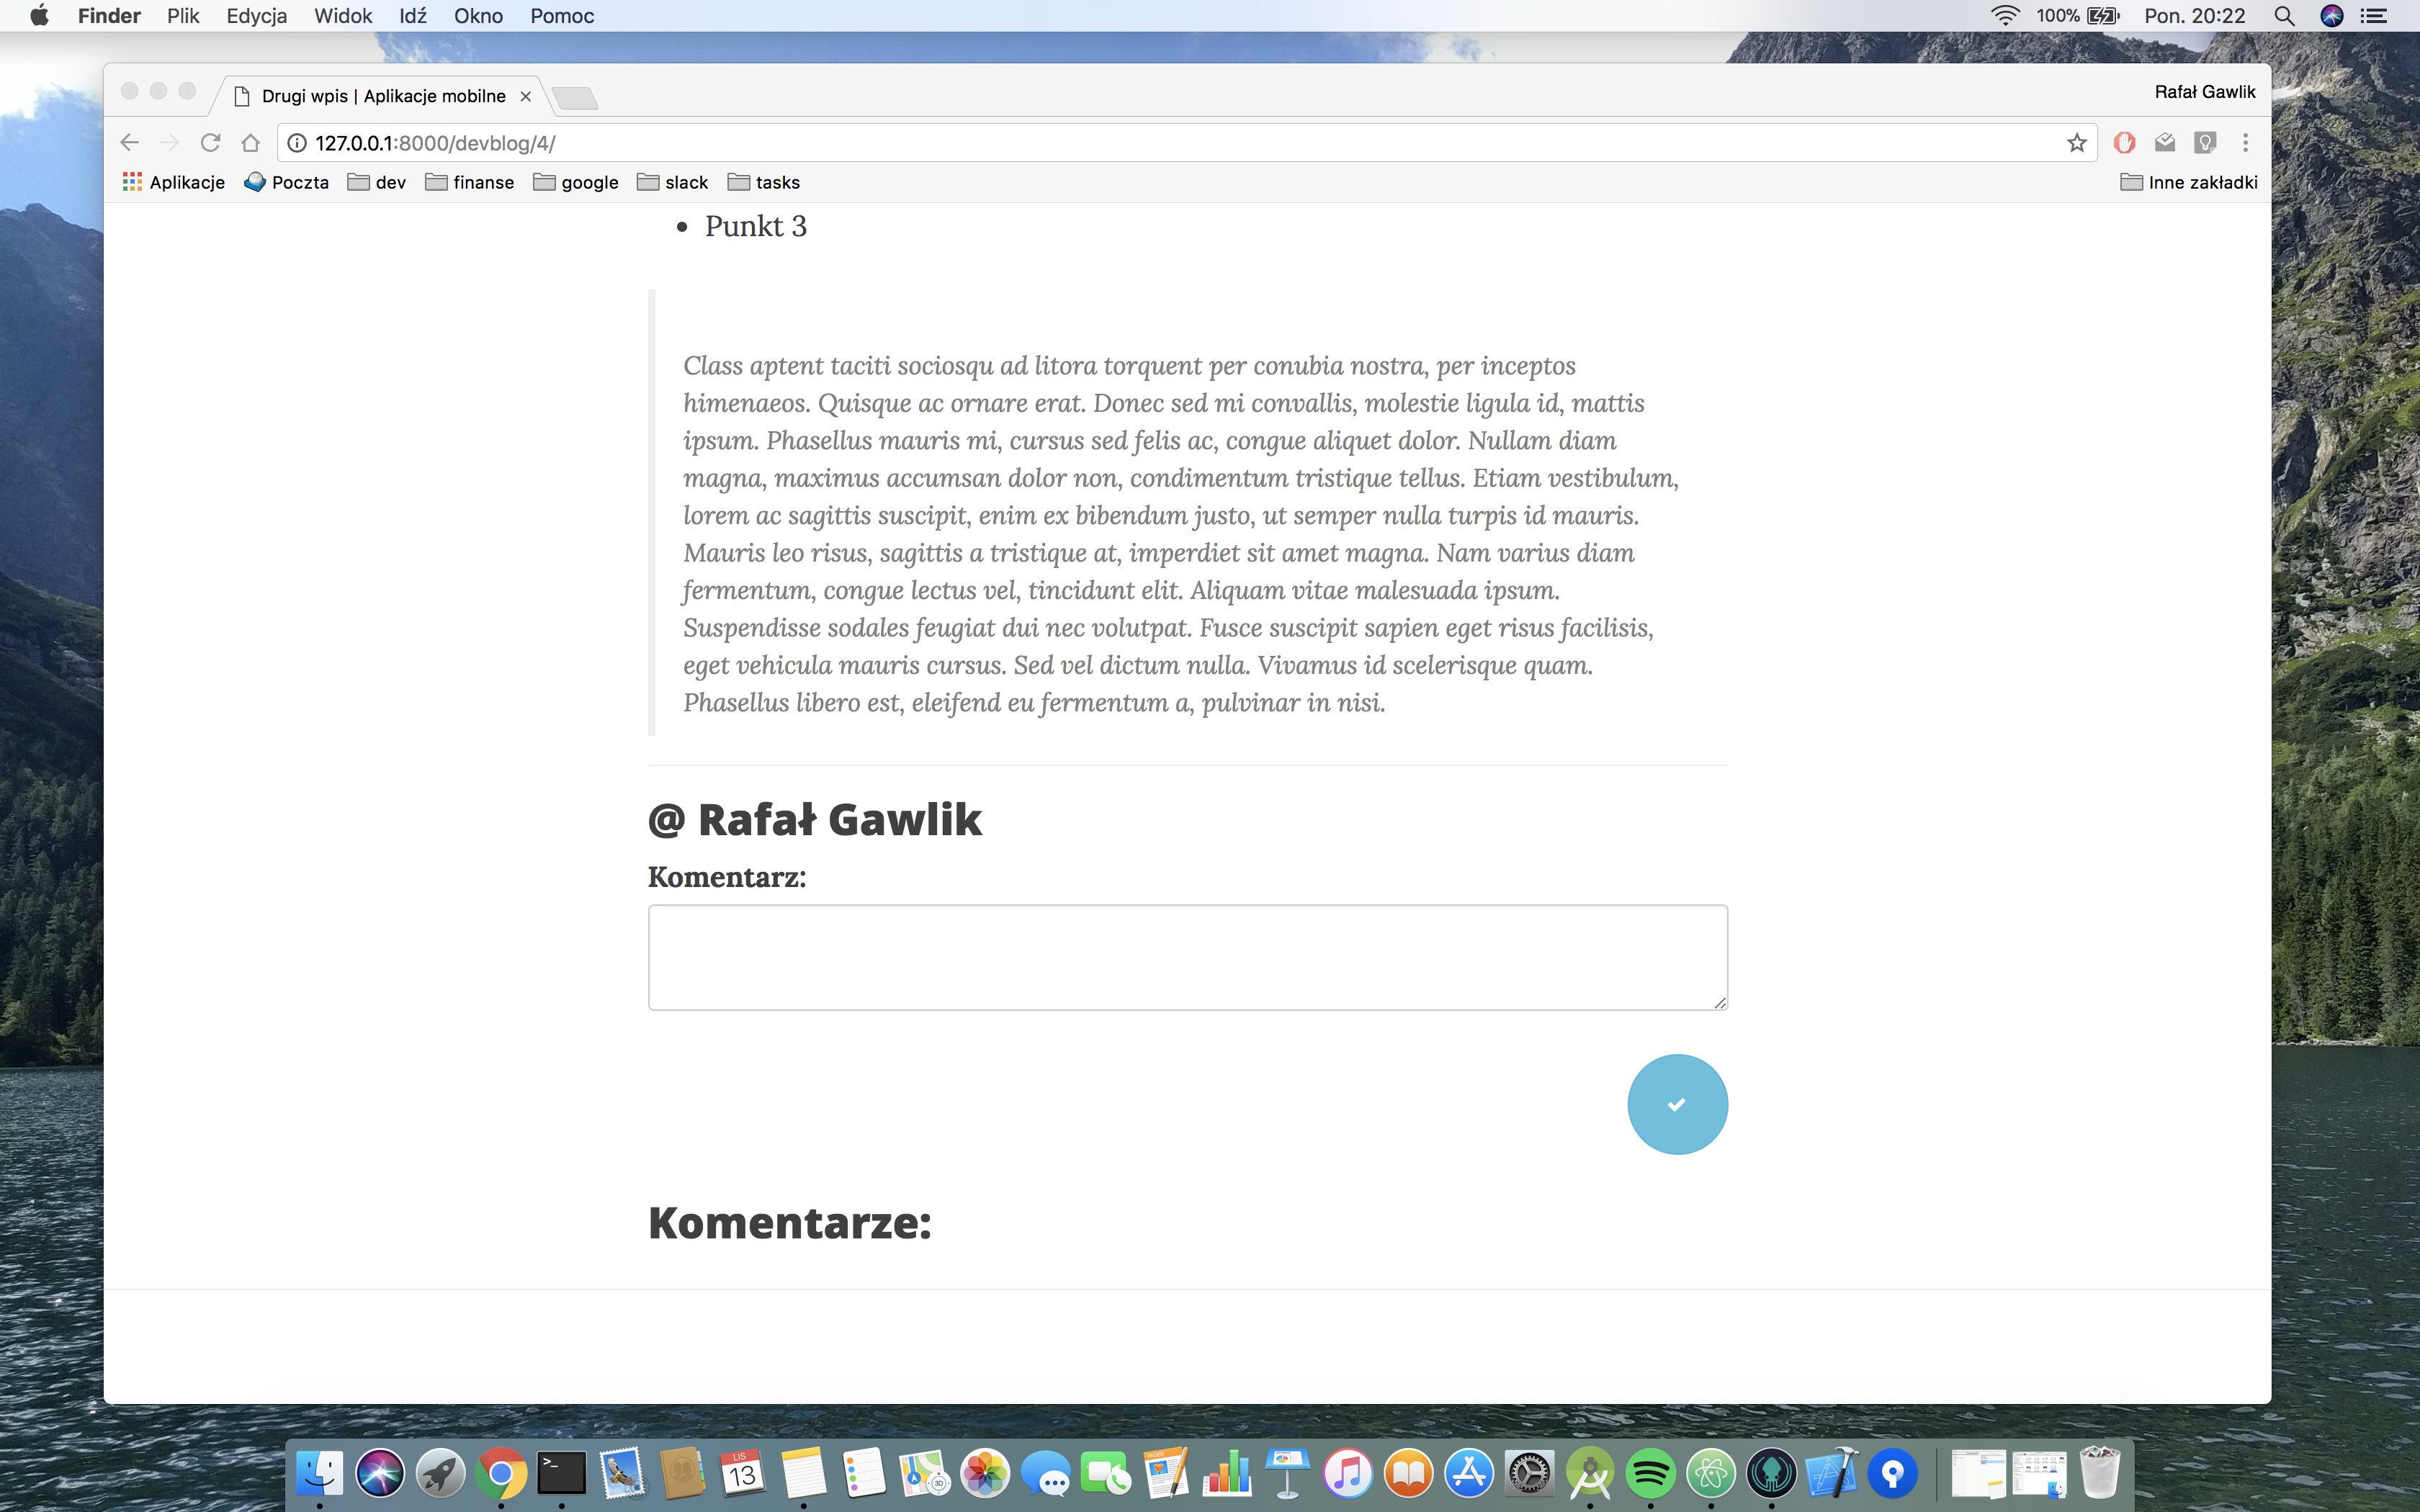 Finder Plik Edycja Widok Idź Okno Pomoc 100% Pon. 20:22
Drugi wpis | Aplikacje mobilne Rafał Gawlik
127.0.0.1:8000/devblog/4/
Aplikacje Poczta dev finanse google slack tasks Inne zakładki
• Punkt 3
Class aptent taciti sociosqu ad litora torquent per conubia nostra, per inceptos
himenaeos. Quisque ac ornare erat. Donec sed mi convallis, molestie ligula id, mattis
ipsum. Phasellus mauris mi, cursus sed felis ac, congue aliquet dolor. Nullam diam
magna, maximus accumsan dolor non, condimentum tristique tellus. Etiam vestibulum,
lorem ac sagittis suscipit, enim ex bibendum justo, ut semper nulla turpis id mauris.
Mauris leo risus, sagittis a tristique at, imperdiet sit amet magna. Nam varius diam
fermentum, congue lectus vel, tincidunt elit. Aliquam vitae malesuada ipsum.
Suspendisse sodales feugiat dui nec volutpat. Fusce suscipit sapien eget risus facilisis,
eget vehicula mauris cursus. Sed vel dictum nulla. Vivamus id scelerisque quam.
Phasellus libero est, eleifend eu fermentum a, pulvinar in nisi.
@ Rafał Gawlik
Komentarz:
Komentarze:
LIS
13